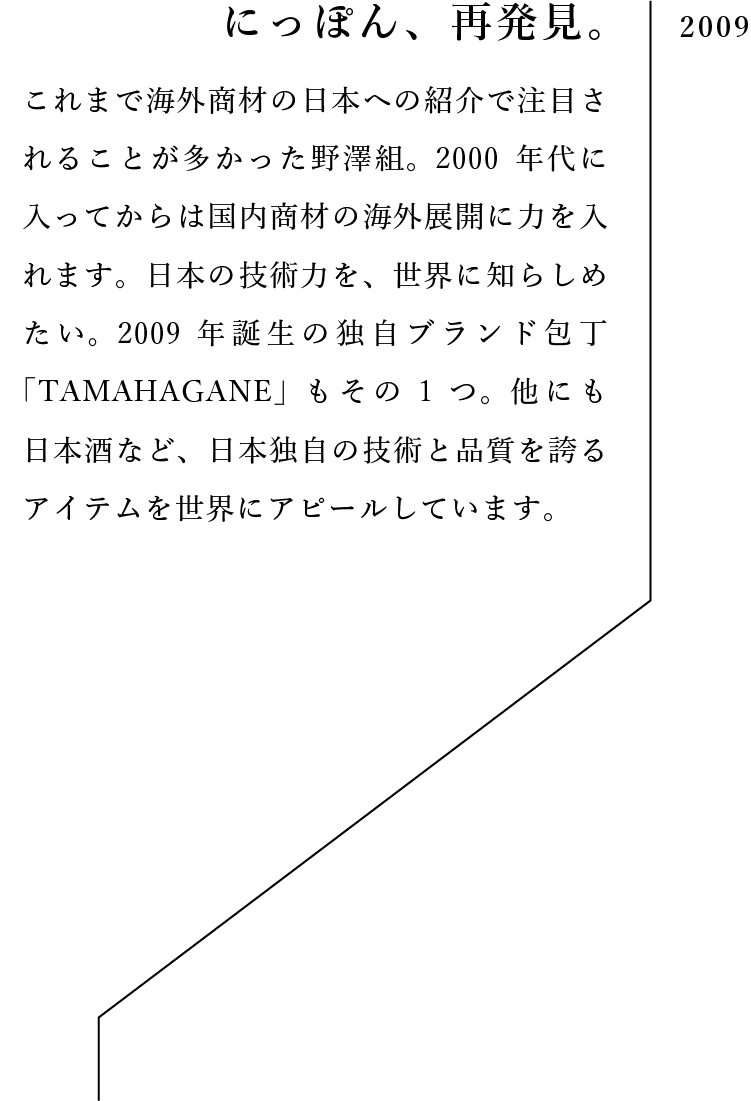 にっぽん、再発見。
2009
これまで海外商材の日本への紹介で注目さ
れることが多かった野澤組。2000 年代に
入ってからは国内商材の海外展開に力を入
れます。日本の技術力を、世界に知らしめ
たい。2009 年誕生の独自ブランド包丁
「TAMAHAGANE」もその 1 つ。他にも
日本酒など、日本独自の技術と品質を誇る
アイテムを世界にアピールしています。